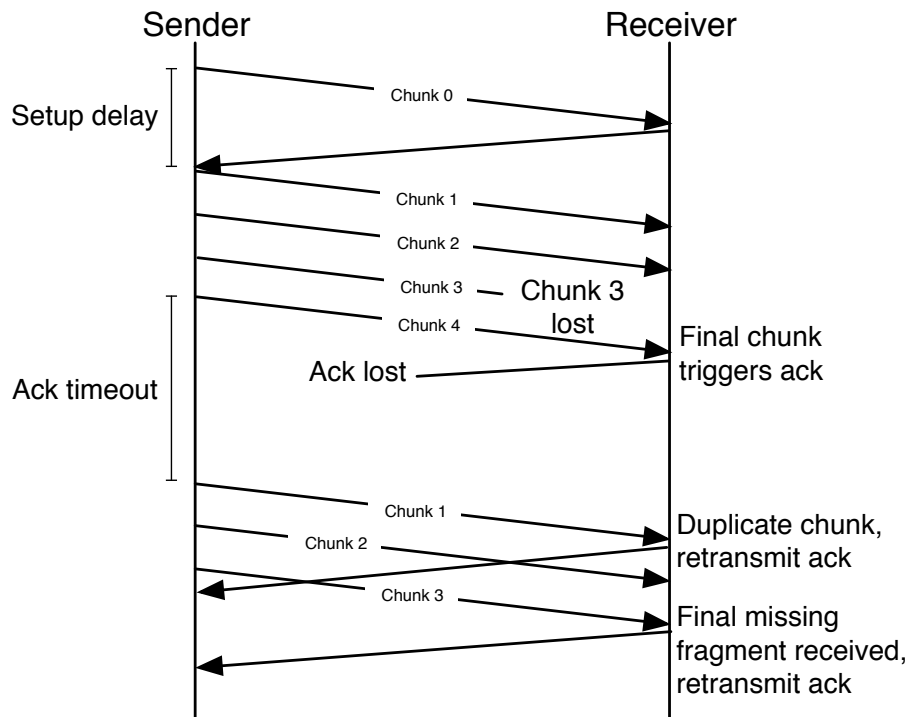 Sender
Receiver
Chunk 0
Setup delay
Chunk 1
Chunk 2
Chunk 3
Chunk 3
lost
Chunk 4
Final chunk
triggers ack
Ack lost
Ack timeout
Chunk 1
Duplicate chunk,
retransmit ack
Chunk 2
Chunk 3
Final missing
fragment received,
retransmit ack